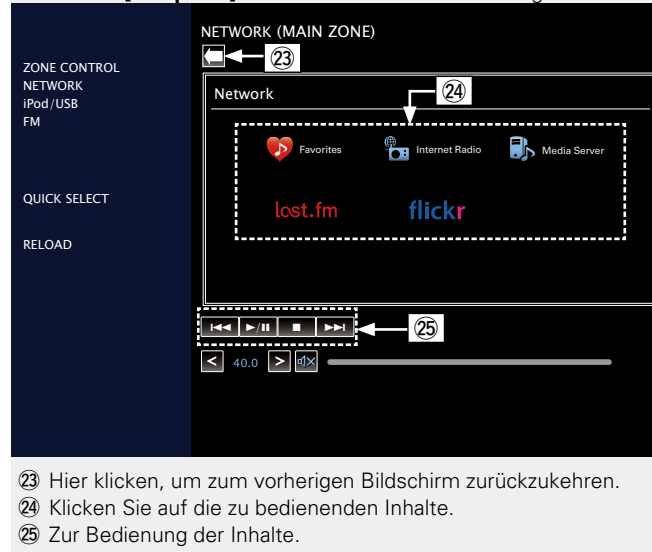 NETWORK (MAIN ZONE)
㉓
ZONE CONTROL
NETWORK
iPod/USB
FM
QUICK SELECT
RELOAD
Network
㉔
Favorites
Internet Radio
Media Server
last.fm
flickr
㉕
< 40.0 >
㉓ Hier klicken, um zum vorherigen Bildschirm zurückzukehren.
㉔ Klicken Sie auf die zu bedienenden Inhalte.
㉕ Zur Bedienung der Inhalte.